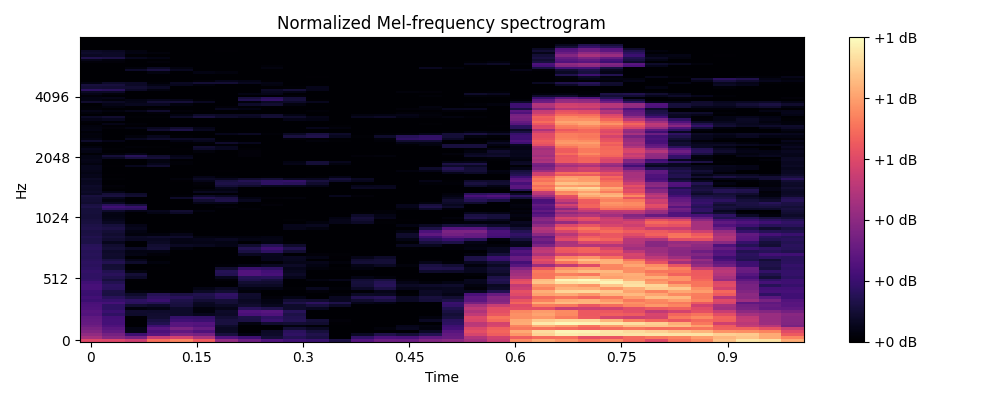 Normalized Mel-frequency spectrogram
Hz
4096
2048
1024
512
0
0 0.15 0.3 0.45 0.6 0.75 0.9
Time
+1 dB
+1 dB
+1 dB
+0 dB
+0 dB
+0 dB